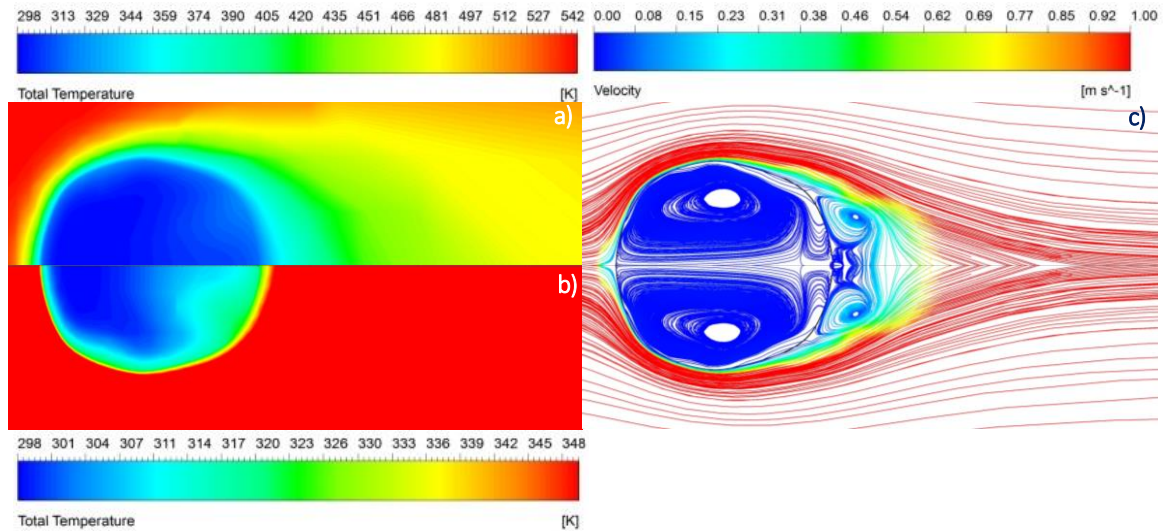 298 313 329 344 359 374 390 405 420 435 451 466 481 497 512 527 542
Total Temperature [K]
0.00 0.08 0.15 0.23 0.31 0.38 0.46 0.54 0.62 0.69 0.77 0.85 0.92 1.00
Velocity [m s^-1]
a)
b)
c)
298 301 304 307 311 314 317 320 323 326 330 333 336 339 342 345 348
Total Temperature [K]